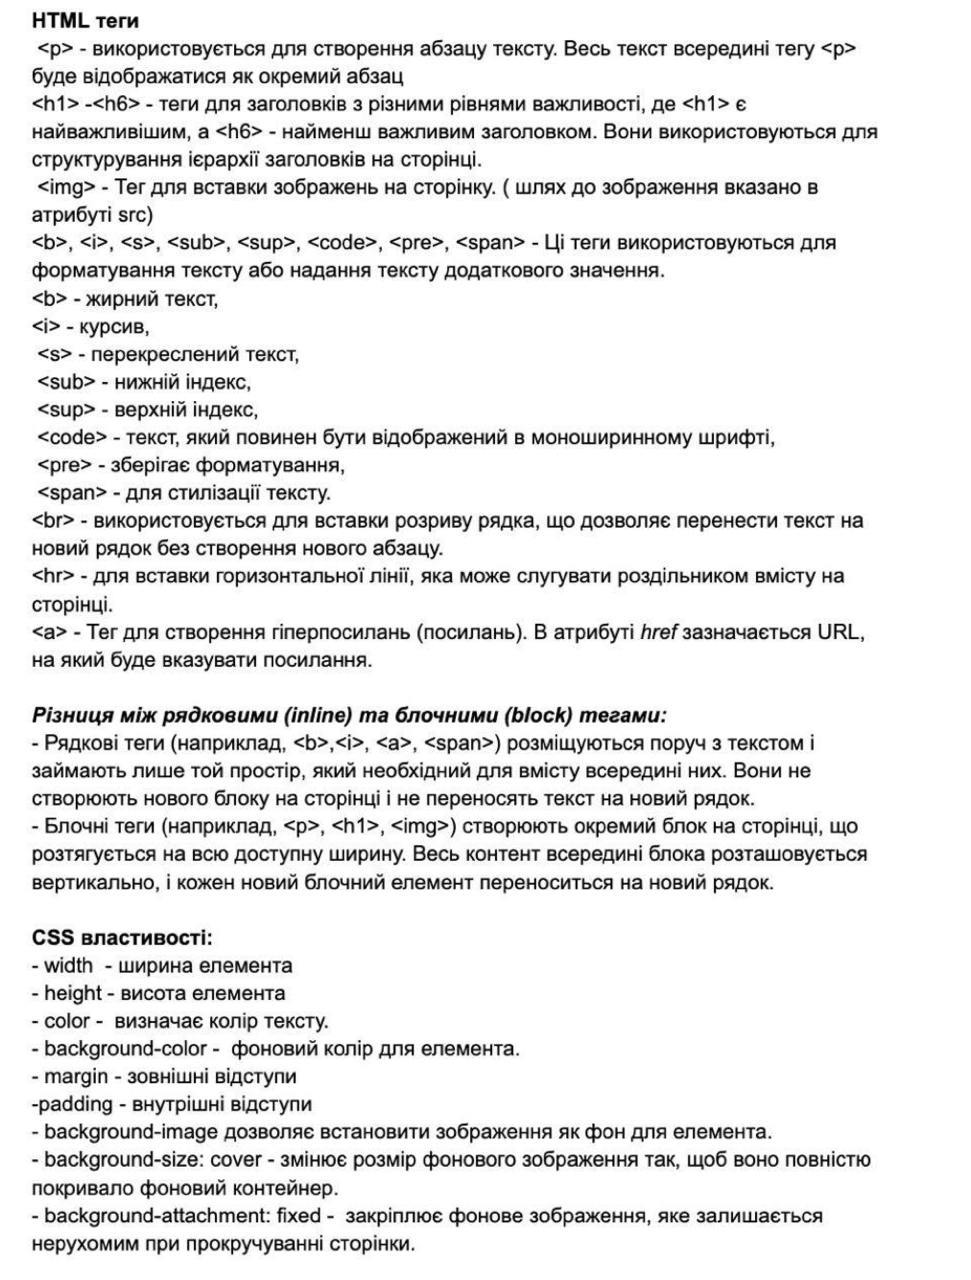 HTML теги
<p> - використовується для створення абзацу тексту. Весь текст всередині тегу <p>
буде відображатися як окремий абзац
<h1> -<h6> - теги для заголовків з різними рівнями важливості, де <h1> є
найважливішим, а <h6> - найменш важливим заголовком. Вони використовуються для
структурування ієрархії заголовків на сторінці.
<img> - Тег для вставки зображень на сторінку. ( шлях до зображення вказано в
атрибуті src)
<b>, <i>, <s>, <sub>, <sup>, <code>, <pre>, <span> - Ці теги використовуються для
форматування тексту або надання тексту додаткового значення.
<b> - жирний текст,
<i> - курсив,
<s> - перекреслений текст,
<sub> - нижній індекс,
<sup> - верхній індекс,
<code> - текст, який повинен бути відображений в моноширинному шрифті,
<pre> - зберігає форматування,
<span> - для стилізації тексту.
<br> - використовується для вставки розриву рядка, що дозволяє перенести текст на
новий рядок без створення нового абзацу.
<hr> - для вставки горизонтальної лінії, яка може слугувати роздільником вмісту на
сторінці.
<a> - Тег для створення гіперпосилань (посилань). В атрибуті href зазначається URL,
на який буде вказувати посилання.
Різниця між рядковими (inline) та блочними (block) тегами:
- Рядкові теги (наприклад, <b>,<i>, <a>, <span>) розміщуються поруч з текстом і
займають лише той простір, який необхідний для вмісту всередині них. Вони не
створюють нового блоку на сторінці і не переносять текст на новий рядок.
- Блочні теги (наприклад, <p>, <h1>, <img>) створюють окремий блок на сторінці, що
розтягується на всю доступну ширину. Весь контент всередині блока розташовується
вертикально, і кожен новий блочний елемент переноситься на новий рядок.
CSS властивості:
- width  - ширина елемента
- height - висота елемента
- color -  визначає колір тексту.
- background-color -  фоновий колір для елемента.
- margin - зовнішні відступи
-padding - внутрішні відступи
- background-image дозволяє встановити зображення як фон для елемента.
- background-size: cover - змінює розмір фонового зображення так, щоб воно повністю
покривало фоновий контейнер.
- background-attachment: fixed -  закріплює фонове зображення, яке залишається
нерухомим при прокручуванні сторінки.